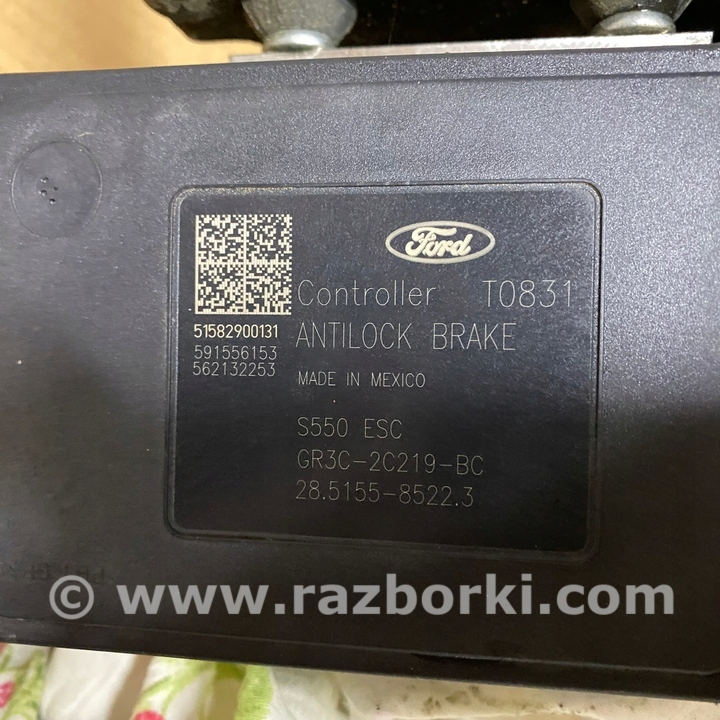 Ford
Controller T0831
51582900131
ANTILOCK BRAKE
591556153
562132253
MADE IN MEXICO
S550 ESC
GR3C-2C219-BC
28.5155-8522.3
© www.razborki.com